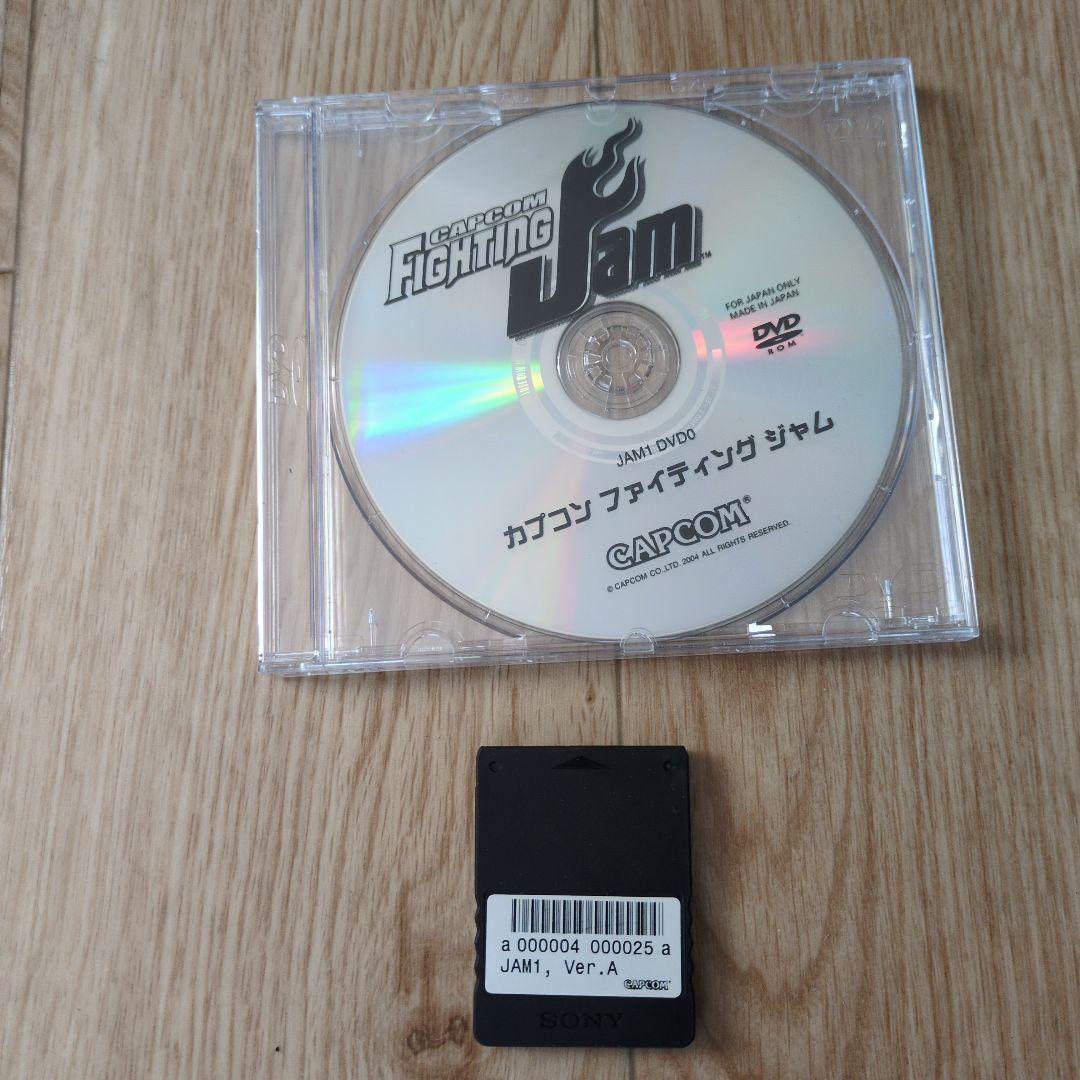 CAPCOM
FIGHTING
Jam™
FOR JAPAN ONLY
MADE IN JAPAN
DVD
ROM
JAM1 DVD0
カプコン ファイティング ジャム
CAPCOM®
© CAPCOM CO.,LTD. 2004 ALL RIGHTS RESERVED.
a 000004 000025 a
JAM1, Ver.A
CAPCOM
SONY